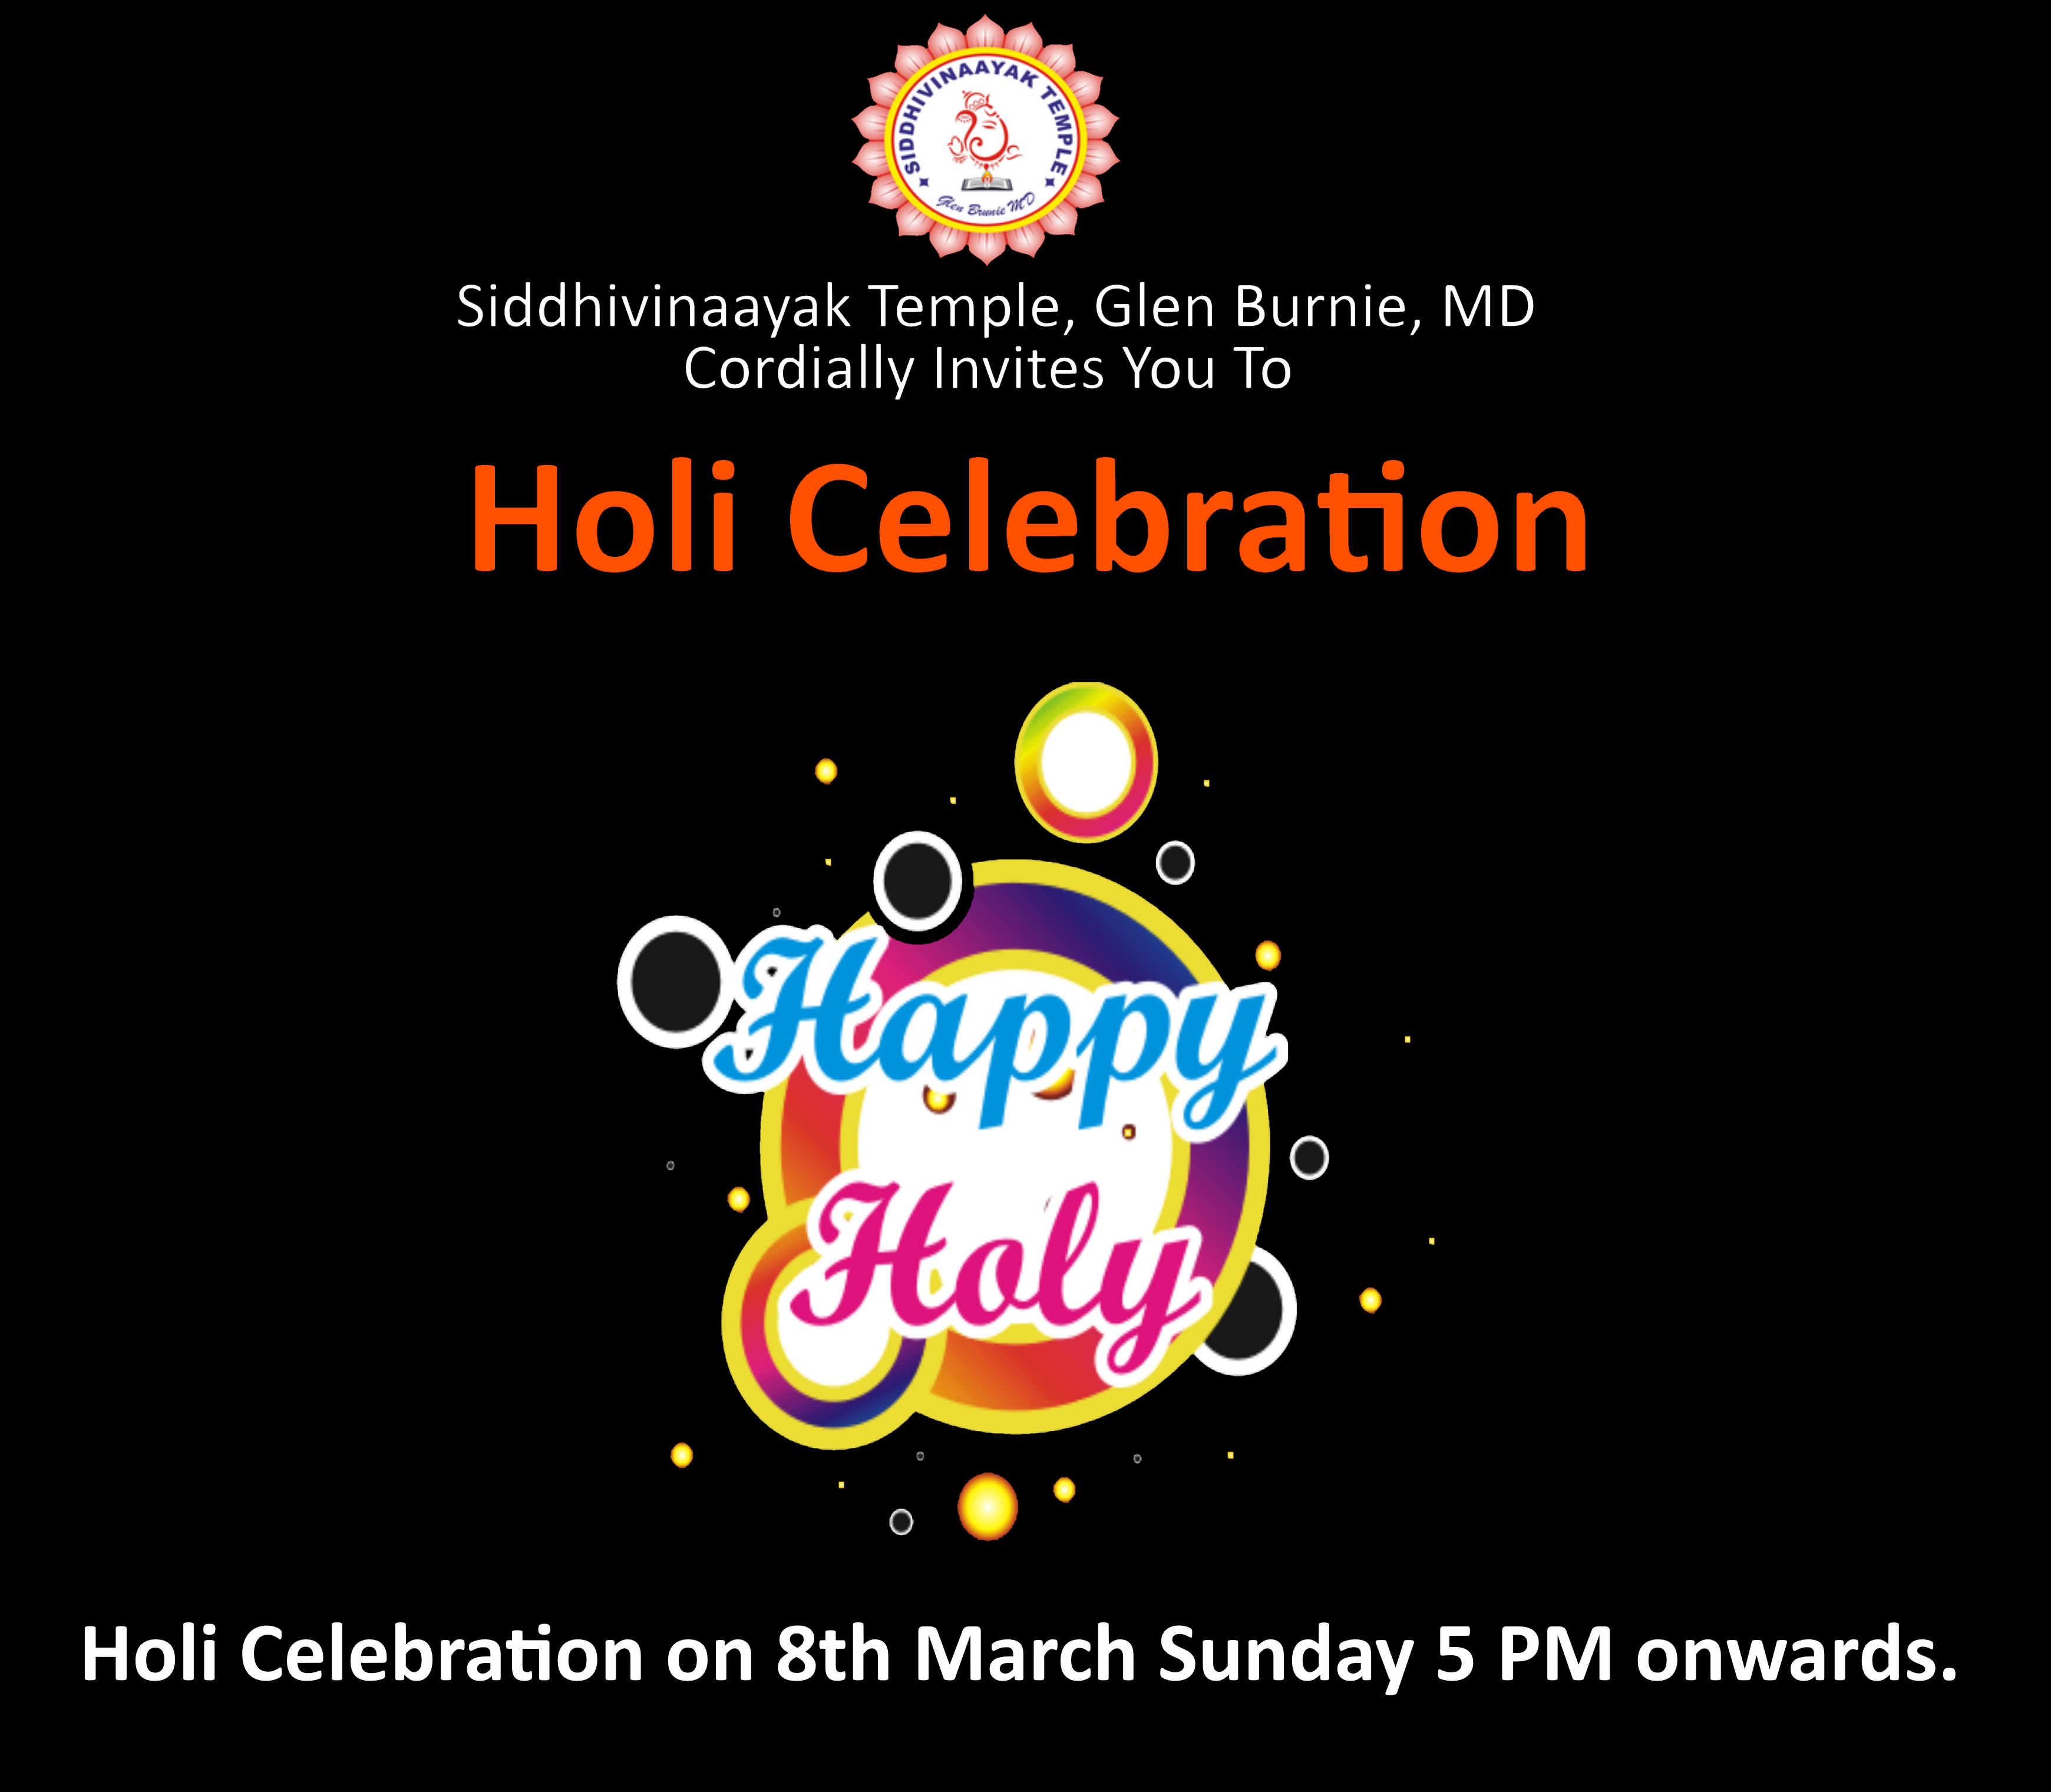 SIDDHIVINAAYAK TEMPLE
Glen Brunie MD
Siddhivinaayak Temple, Glen Burnie, MD
Cordially Invites You To
Holi Celebration
Happy
Holy
Holi Celebration on 8th March Sunday 5 PM onwards.